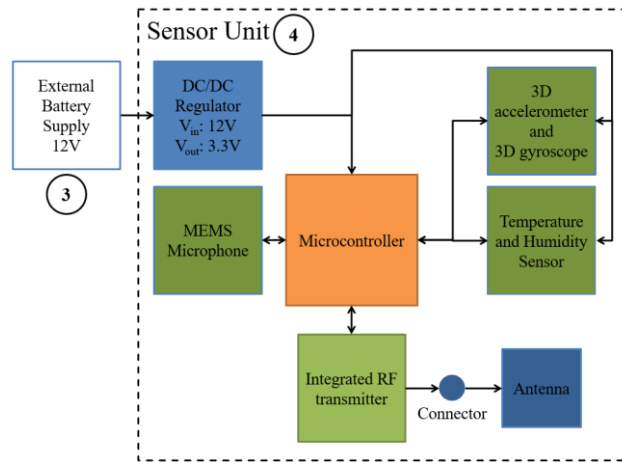 Sensor Unit
4
External
Battery
Supply
12V
3
DC/DC
Regulator
Vin: 12V
Vout: 3.3V
3D
accelerometer
and
3D gyroscope
MEMS
Microphone
Microcontroller
Temperature
and Humidity
Sensor
Integrated RF
transmitter
Connector
Antenna